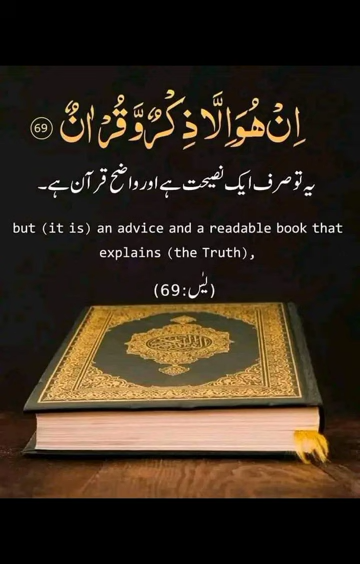 اِنْ هُوَ اِلَّا ذِكْرٌ وَّ قُرْاٰنٌ ۶۹
یہ تو صرف ایک نصیحت ہے اور واضح قرآن ہے۔
but (it is) an advice and a readable book that
explains (the Truth),
(یٰس:69)